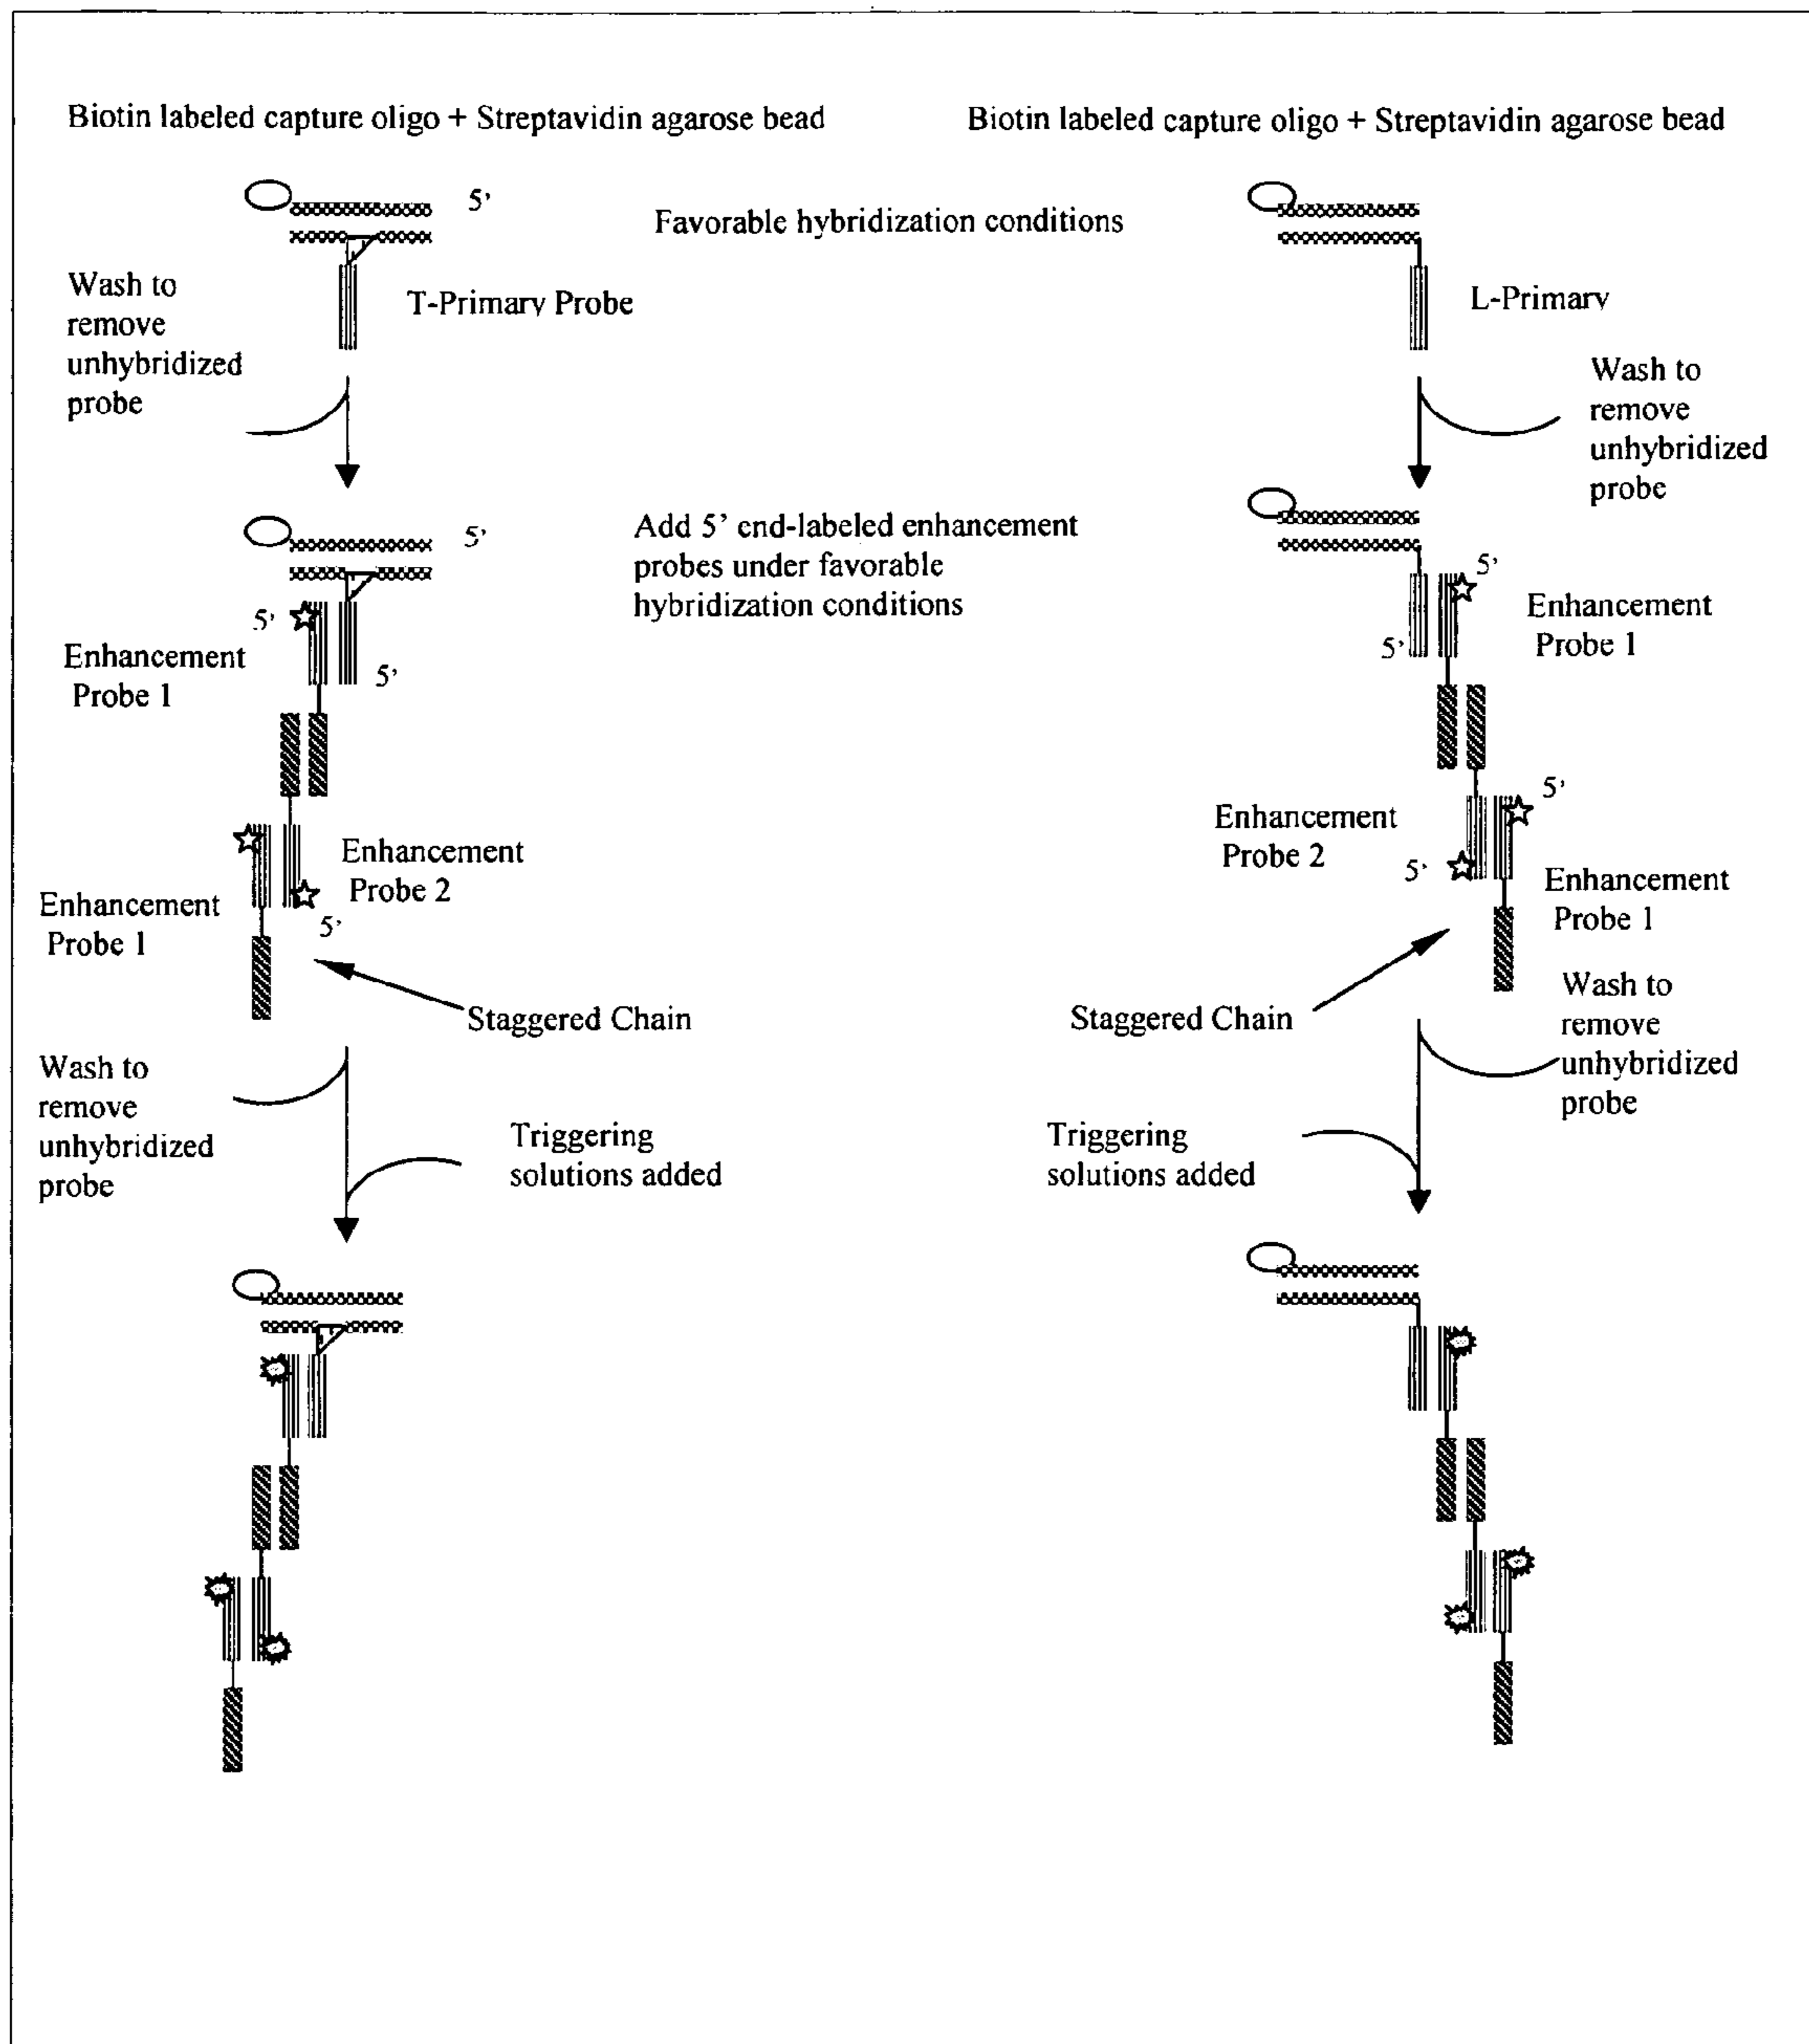 Biotin labeled capture oligo + Streptavidin agarose bead
Biotin labeled capture oligo + Streptavidin agarose bead
5’
Favorable hybridization conditions
Wash to
remove
unhybridized
probe
T-Primary Probe
L-Primary
Wash to
remove
unhybridized
probe
5’
Add 5’ end-labeled enhancement
probes under favorable
hybridization conditions
5’
Enhancement
Probe 1
5’
5’
Enhancement
Probe 1
5’
Enhancement
Probe 2
Enhancement
Probe 1
5’
5’
Enhancement
Probe 2
5’
Enhancement
Probe 1
Staggered Chain
Staggered Chain
Wash to
remove
unhybridized
probe
Wash to
remove
unhybridized
probe
Triggering
solutions added
Triggering
solutions added